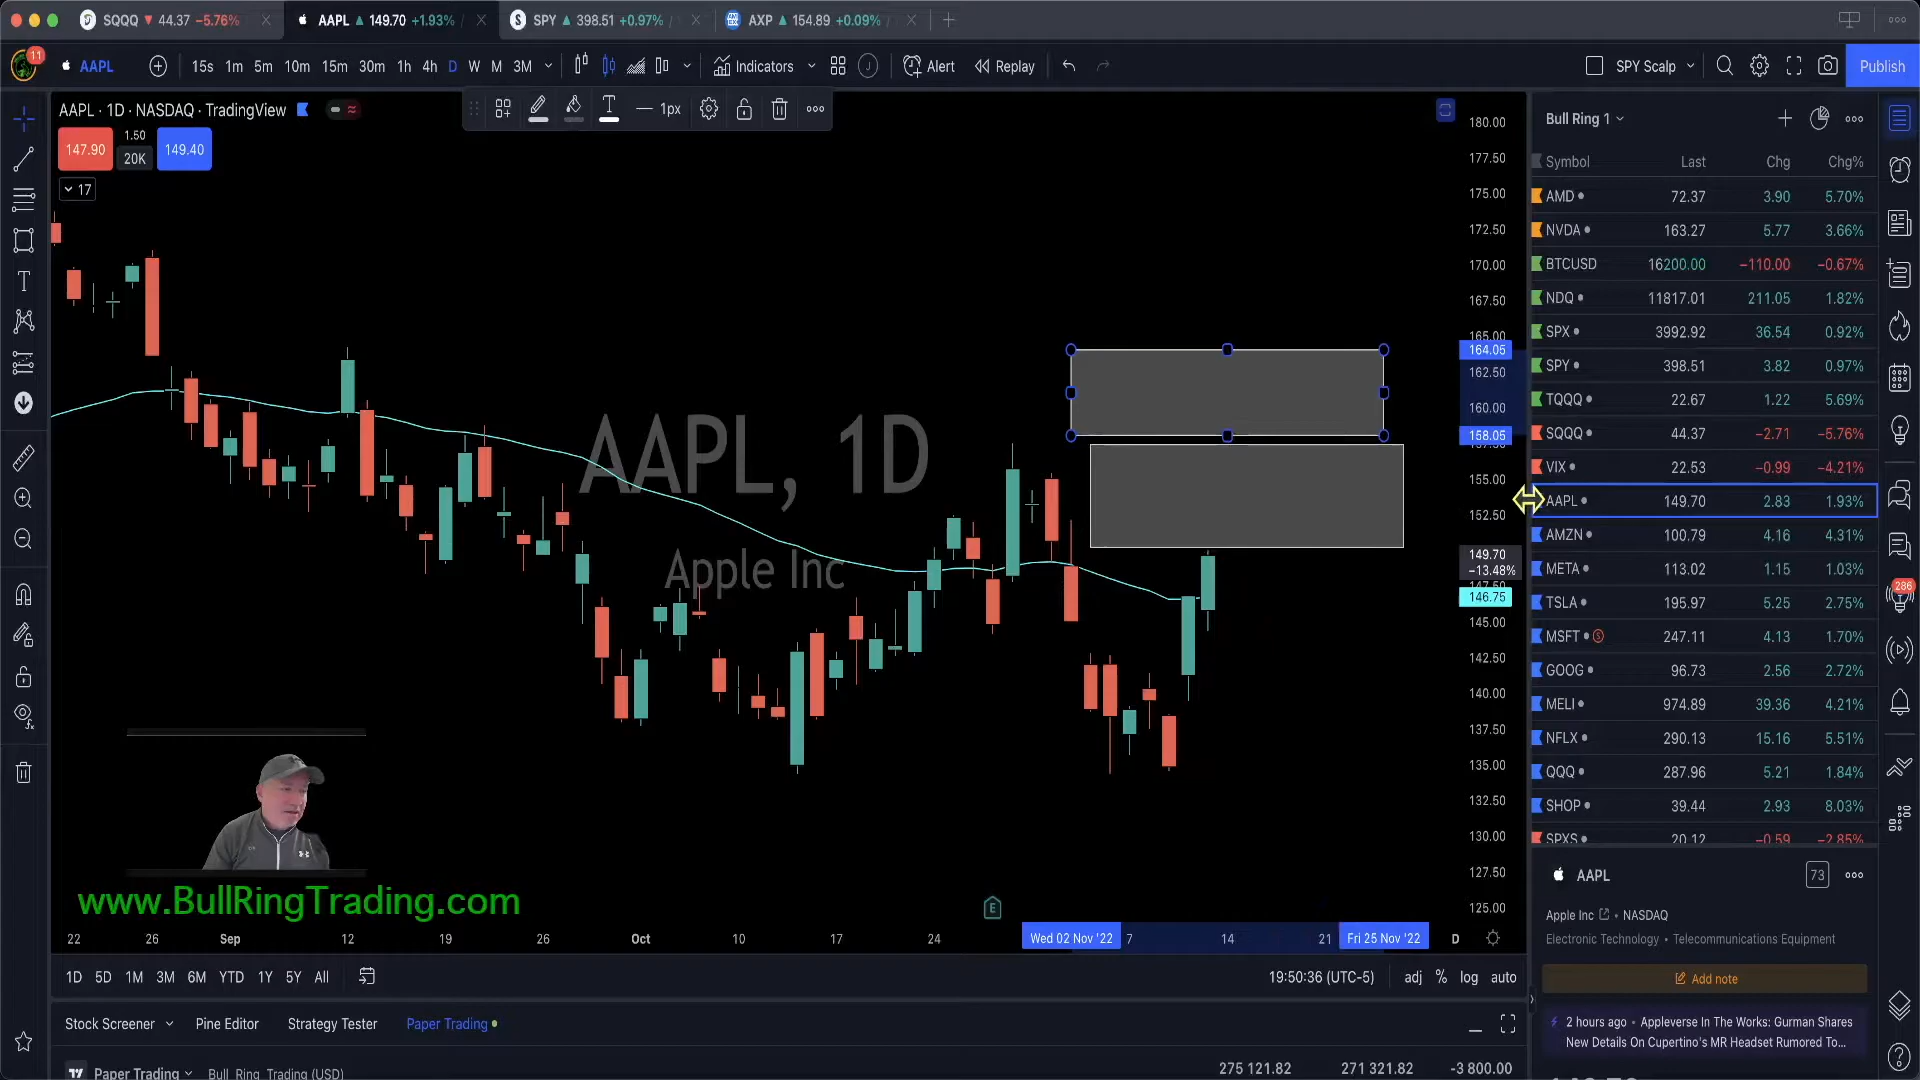 SQQQ ▼ 44.37 −5.76%
AAPL ▲ 149.70 +1.93% /
SPY ▲ 398.51 +0.97% /
AXP ▲ 154.89 +0.09% /
11
AAPL
15s 1m 5m 10m 15m 30m 1h 4h D W M 3M
Indicators
J
Alert
Replay
SPY Scalp
Publish
AAPL · 1D · NASDAQ · TradingView
1px
147.90
1.50
20K
149.40
17
AAPL, 1D
Apple Inc
180.00
177.50
175.00
172.50
170.00
167.50
165.00
164.05
162.50
160.00
158.05
155.00
152.50
149.70
−13.48%
146.75
145.00
142.50
140.00
137.50
135.00
132.50
130.00
127.50
125.00
www.BullRingTrading.com
E
22 26 Sep 12 19 26 Oct 10 17 24 Wed 02 Nov '22 7 14 21 Fri 25 Nov '22 D
1D 5D 1M 3M 6M YTD 1Y 5Y All
19:50:36 (UTC-5) adj % log auto
Stock Screener Pine Editor Strategy Tester Paper Trading
Paper Trading Bull_Ring_Trading (USD) 275 121.82 271 321.82 -3 800.00
Bull Ring 1
Symbol Last Chg Chg%
AMD 72.37 3.90 5.70%
NVDA 163.27 5.77 3.66%
BTCUSD 16200.00 −110.00 −0.67%
NDQ 11817.01 211.05 1.82%
SPX 3992.92 36.54 0.92%
SPY 398.51 3.82 0.97%
TQQQ 22.67 1.22 5.69%
SQQQ 44.37 −2.71 −5.76%
VIX 22.53 −0.99 −4.21%
AAPL 149.70 2.83 1.93%
AMZN 100.79 4.16 4.31%
META 113.02 1.15 1.03%
TSLA 195.97 5.25 2.75%
MSFT 247.11 4.13 1.70%
GOOG 96.73 2.56 2.72%
MELI 974.89 39.36 4.21%
NFLX 290.13 15.16 5.51%
QQQ 287.96 5.21 1.84%
SHOP 39.44 2.93 8.03%
SPXS 20.12 −0.59 −2.85%
286
AAPL
73
Apple Inc • NASDAQ
Electronic Technology • Telecommunications Equipment
Add note
2 hours ago • Appleverse In The Works: Gurman Shares
New Details On Cupertino's MR Headset Rumored To...